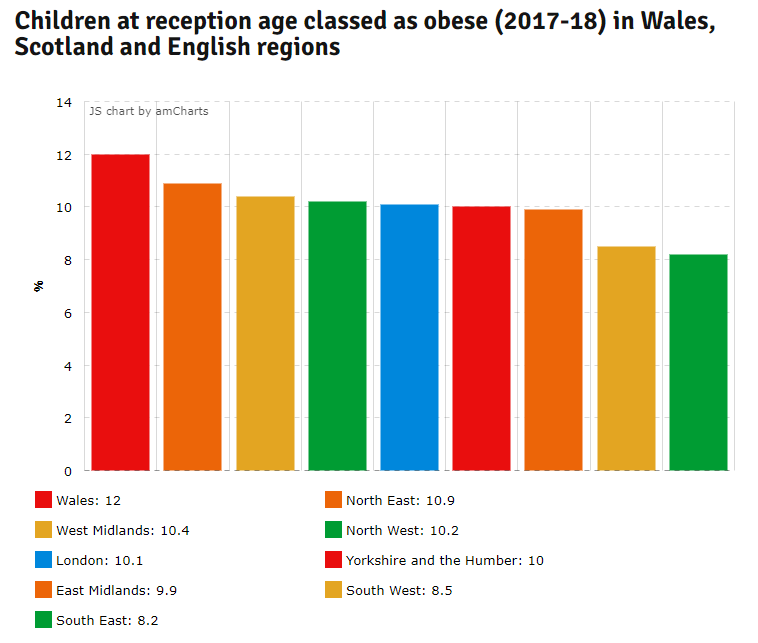 Children at reception age classed as obese (2017-18) in Wales,
Scotland and English regions
JS chart by amCharts
14
12
10
8
6
4
2
0
%
Wales: 12
North East: 10.9
West Midlands: 10.4
North West: 10.2
London: 10.1
Yorkshire and the Humber: 10
East Midlands: 9.9
South West: 8.5
South East: 8.2